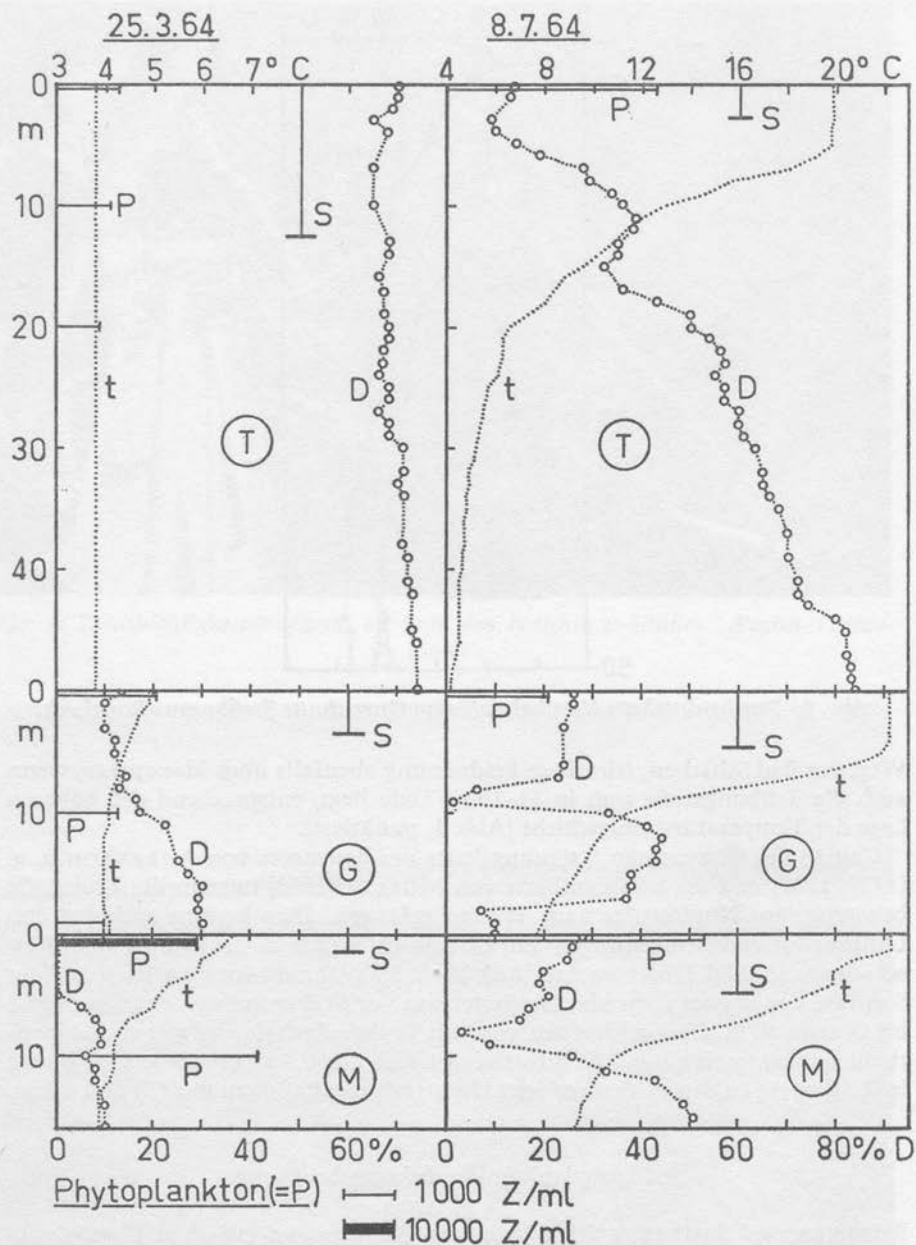 25.3.64 8.7.64
3 4 5 6 7° C 4 8 12 16 20° C
0
m
P
S
P
S
10
20
t
D
T
t
D
T
30
40
0
m
S
P
S
D
t
10
P
t
D
G
G
0
m
P
S
D
t
P
S
D
t
10
P
M
M
0 20 40 60% 0 20 40 60 80% D
Phytoplankton(=P) 1000 Z/ml
10000 Z/ml